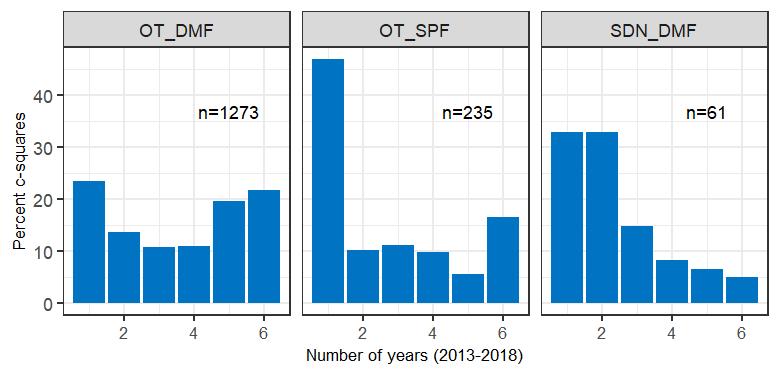 OT_DMF OT_SPF SDN_DMF
n=1273 n=235 n=61
Percent c-squares
40
30
20
10
0
2 4 6 2 4 6 2 4 6
Number of years (2013-2018)